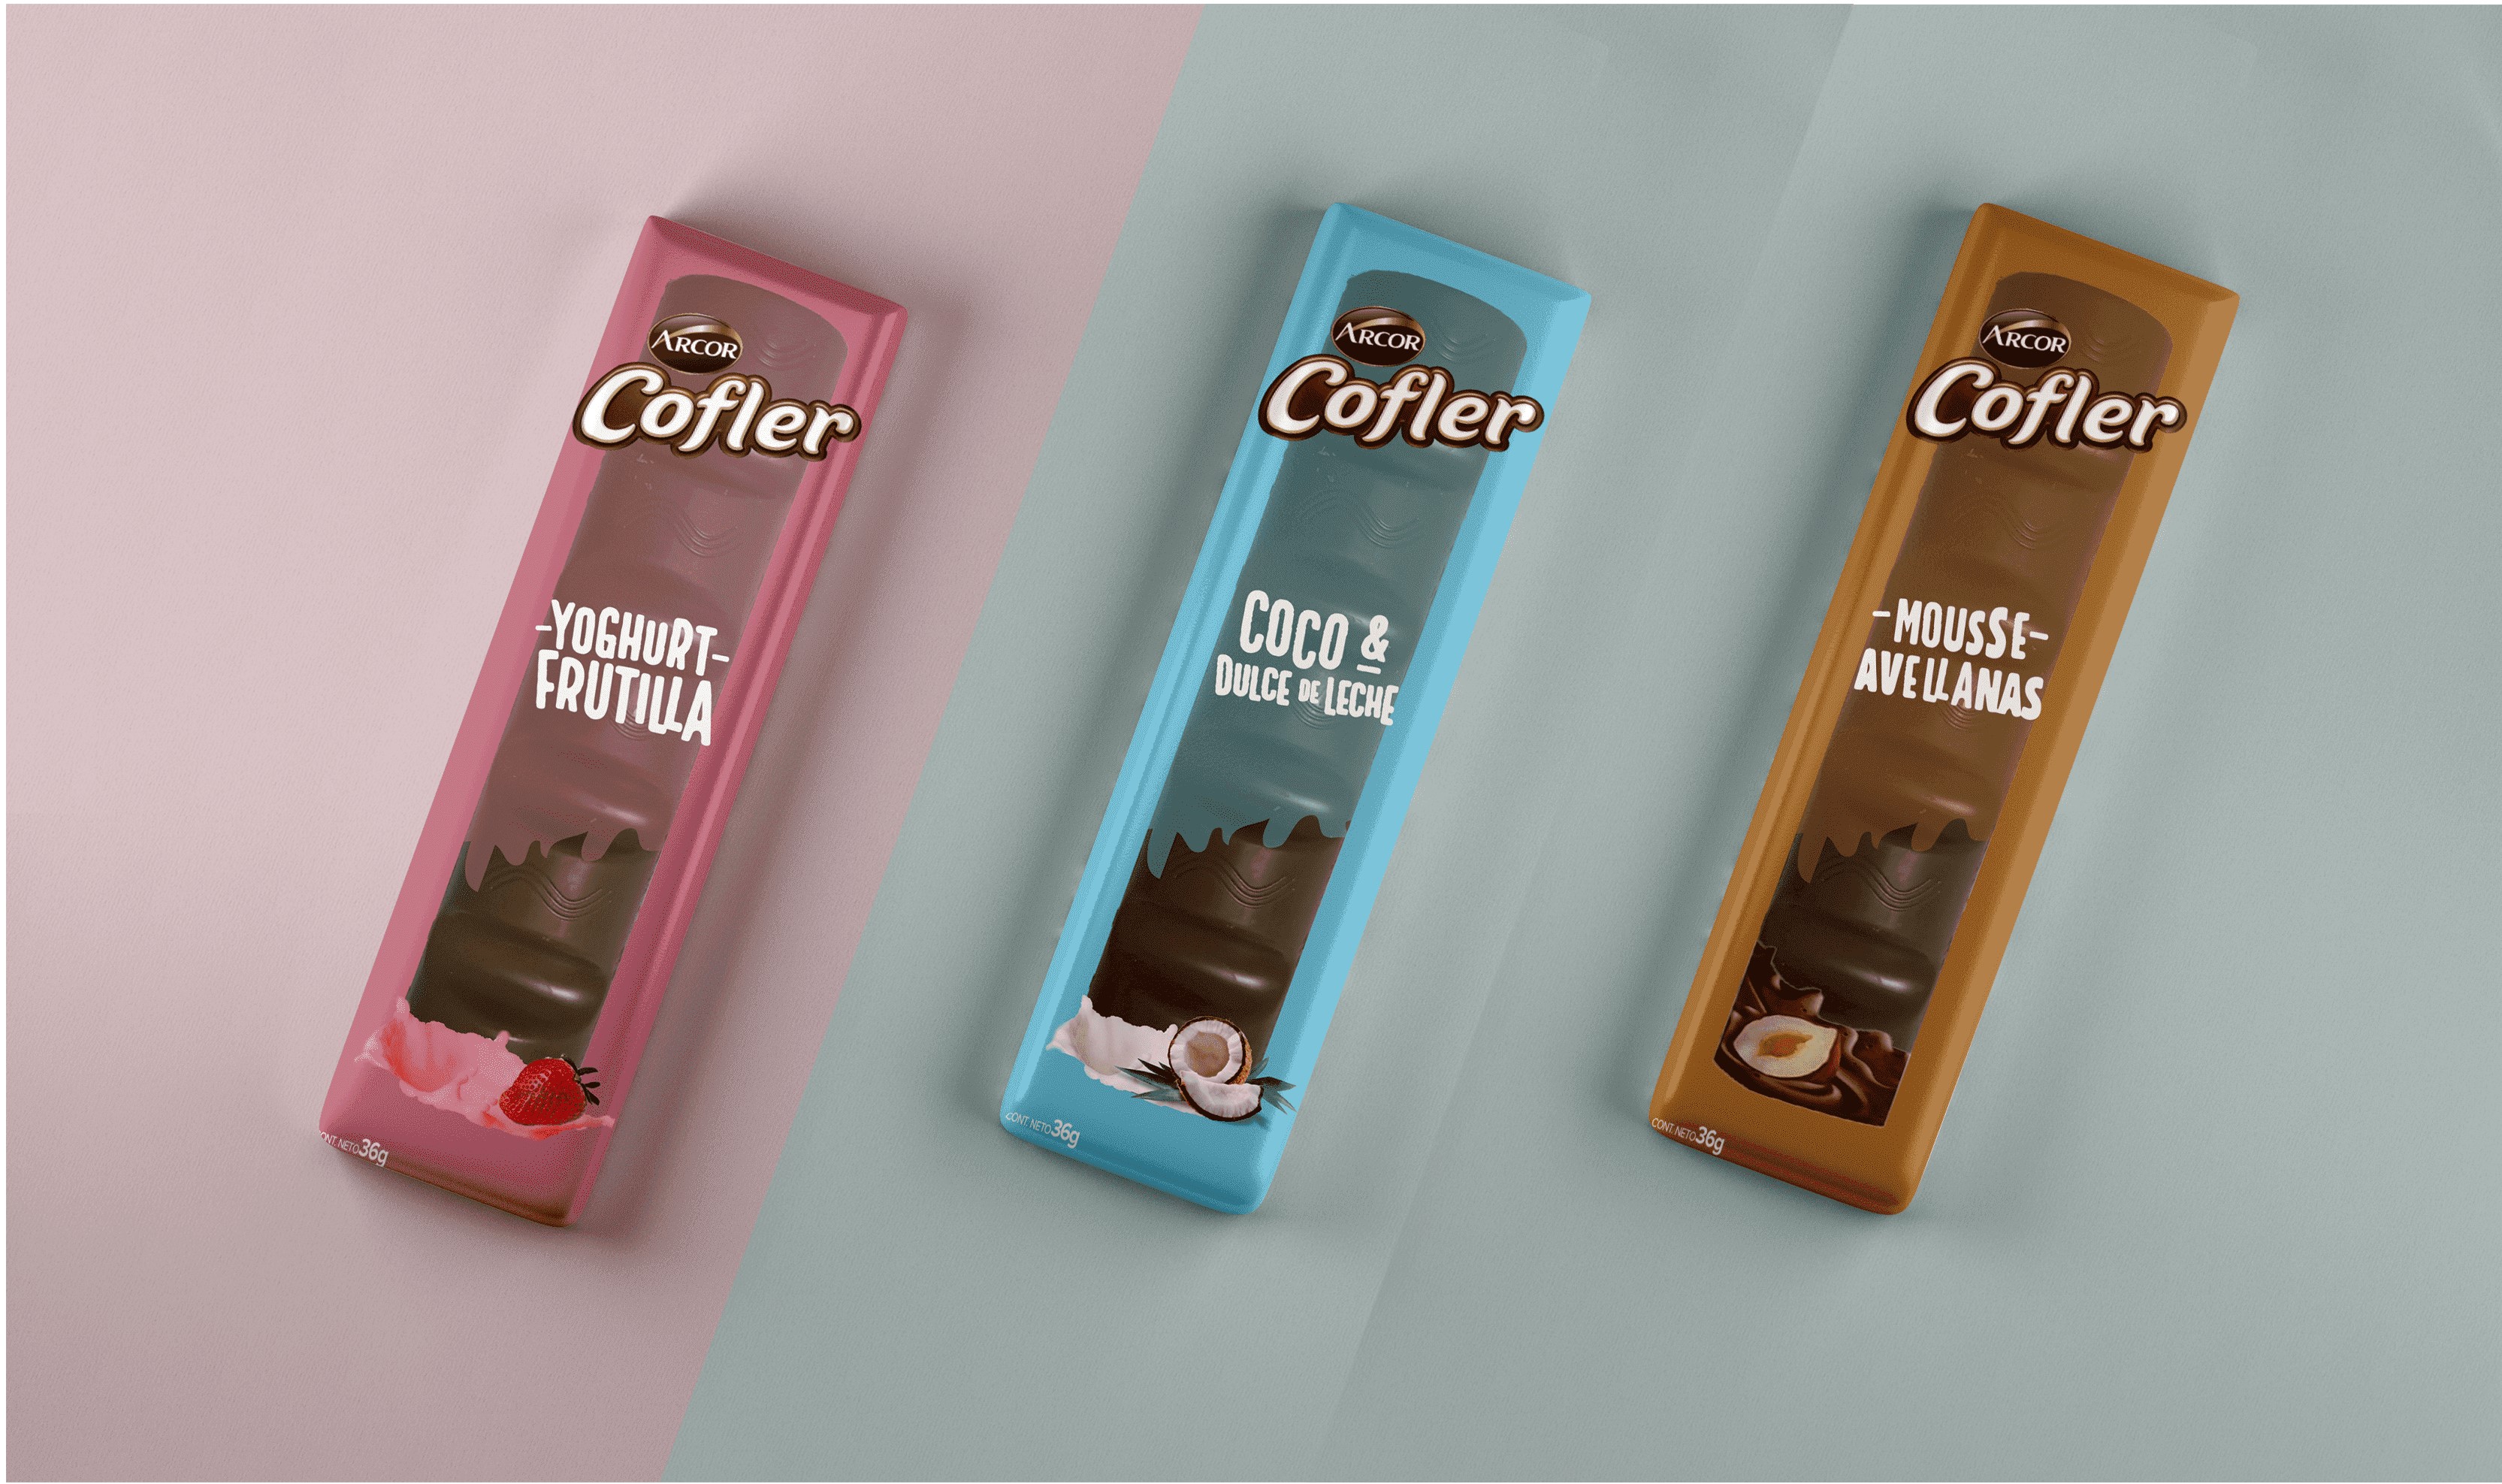 ARCOR
Cofler
-YOGHURT-
FRUTILLA
CONT. NETO 36g
ARCOR
Cofler
COCO &
DULCE DE LECHE
CONT. NETO 36g
ARCOR
Cofler
-MOUSSE-
AVELLANAS
CONT. NETO 36g